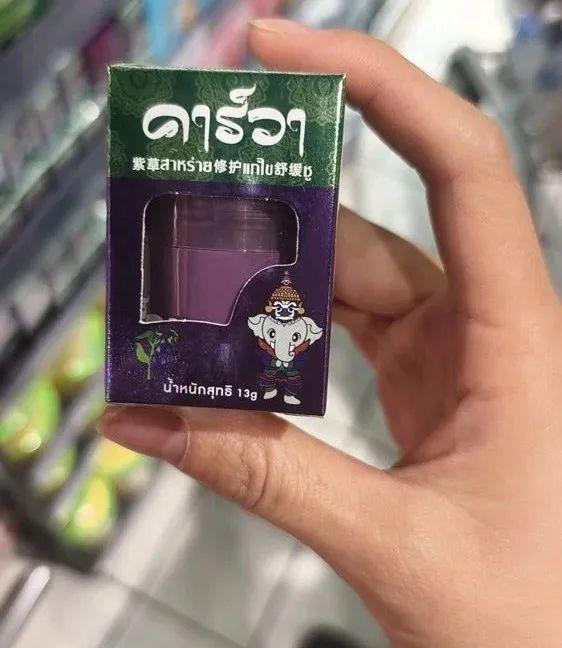 คาร์วา
紫草สาหร่าย修护แก้ไข舒缓ชู
น้ำหนักสุทธิ 13g